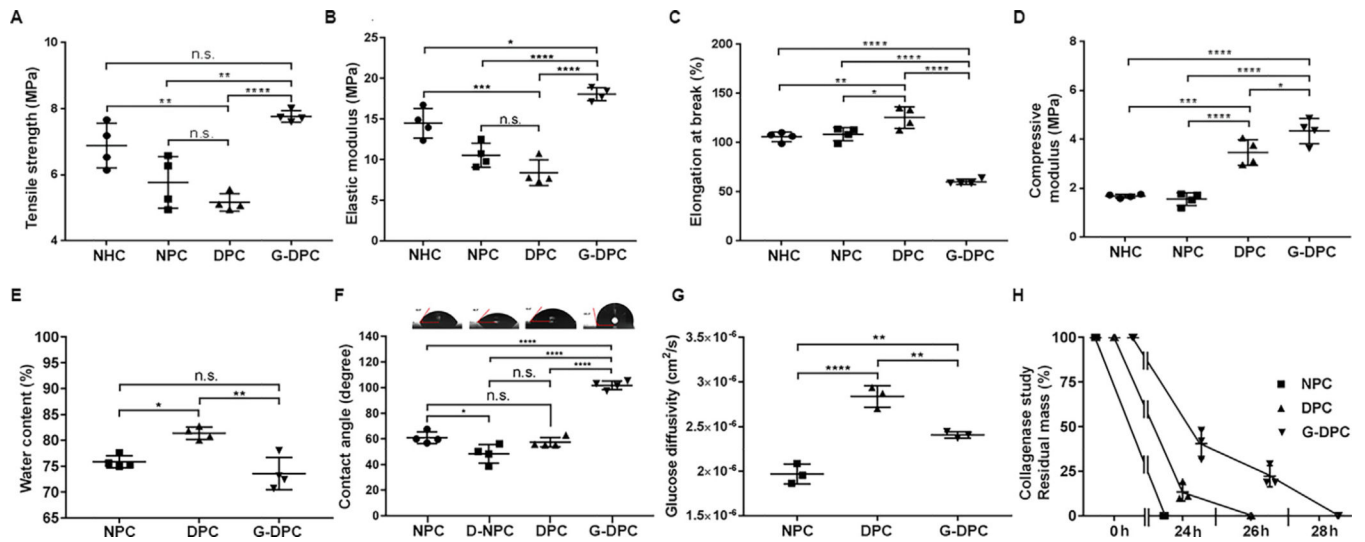 A
Tensile strength (MPa)
10
8
6
4
n.s.
**
**
****
n.s.
NHC NPC DPC G-DPC
B
Elastic modulus (MPa)
25
20
15
10
5
0
*
****
****
***
n.s.
NHC NPC DPC G-DPC
C
Elongation at break (%)
200
150
100
50
0
****
****
****
**
*
NHC NPC DPC G-DPC
D
Compressive
modulus (MPa)
8
6
4
2
0
****
****
*
***
****
NHC NPC DPC G-DPC
E
Water content (%)
100
95
90
85
80
75
70
65
n.s.
*
**
NPC DPC G-DPC
F
Contact angle (degree)
140
120
100
80
60
40
20
0
****
****
****
n.s.
n.s.
*
NPC D-NPC DPC G-DPC
G
Glucose diffusivity (cm²/s)
3.5×10⁻⁶
3×10⁻⁶
2.5×10⁻⁶
2×10⁻⁶
1.5×10⁻⁶
**
****
**
NPC DPC G-DPC
H
Collagenase study
Residual mass (%)
100
75
50
25
0
NPC
DPC
G-DPC
0 h 24 h 26 h 28 h